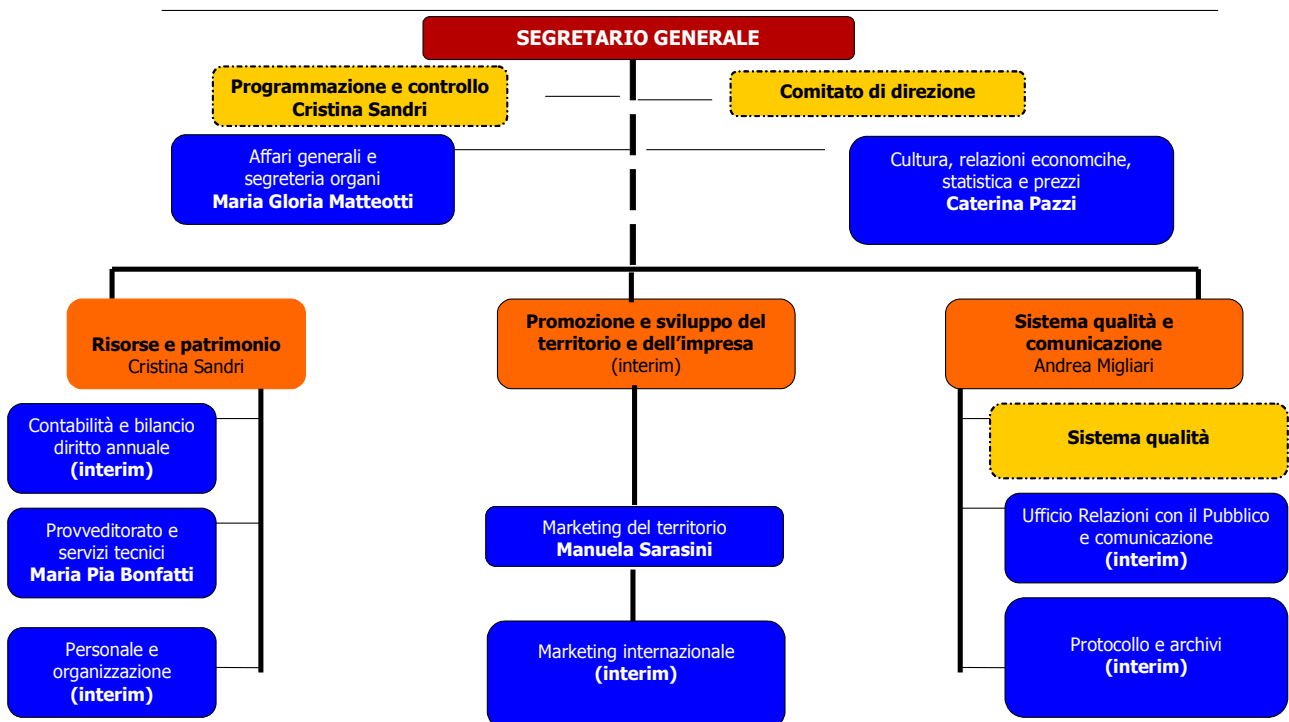 SEGRETARIO GENERALE
Programmazione e controllo
Cristina Sandri
Comitato di direzione
Affari generali e
segreteria organi
Maria Gloria Matteotti
Cultura, relazioni economcihe,
statistica e prezzi
Caterina Pazzi
Risorse e patrimonio
Cristina Sandri
Contabilità e bilancio
diritto annuale
(interim)
Provveditorato e
servizi tecnici
Maria Pia Bonfatti
Personale e
organizzazione
(interim)
Promozione e sviluppo del
territorio e dell'impresa
(interim)
Marketing del territorio
Manuela Sarasini
Marketing internazionale
(interim)
Sistema qualità e
comunicazione
Andrea Migliari
Sistema qualità
Ufficio Relazioni con il Pubblico
e comunicazione
(interim)
Protocollo e archivi
(interim)